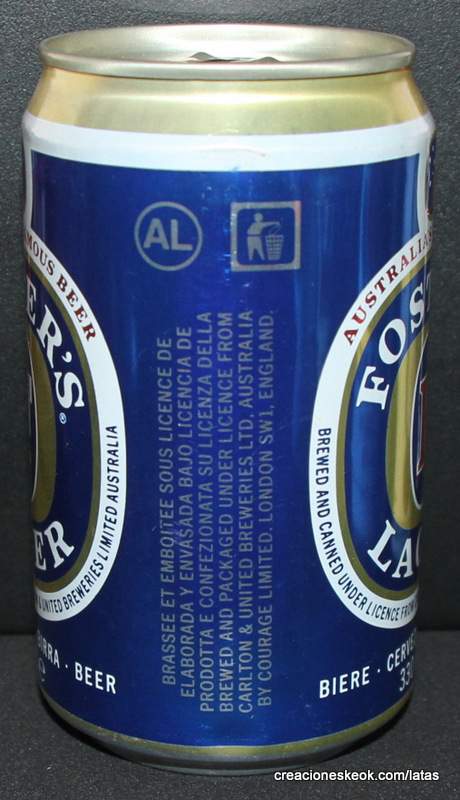 AL
BRASSEE ET EMBOITEE SOUS LICENCE DE
ELABORADA Y ENVASADA BAJO LICENCIA DE
PRODOTTA E CONFEZIONATA SU LICENZA DELLA
BREWED AND PACKAGED UNDER LICENCE FROM
CARLTON & UNITED BREWERIES LTD, AUSTRALIA
BY COURAGE LIMITED. LONDON SW1, ENGLAND
BEER
ER'S®
ER
UNITED BREWERIES LIMITED AUSTRALIA
BIRRA · BEER
AUSTRALIA'S
FOST
LAG
BREWED AND CANNED UNDER LICENCE FROM
BIERE · CERVE
330
creacioneskeok.com/latas